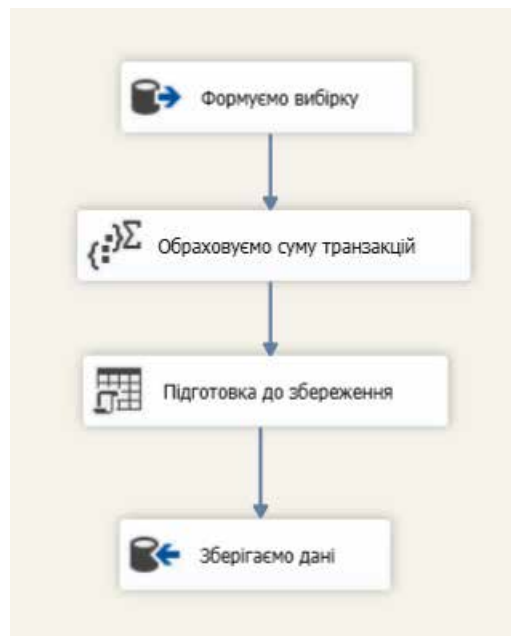 Формуємо вибірку
Обраховуємо суму транзакцій
Підготовка до збереження
Зберігаємо дані